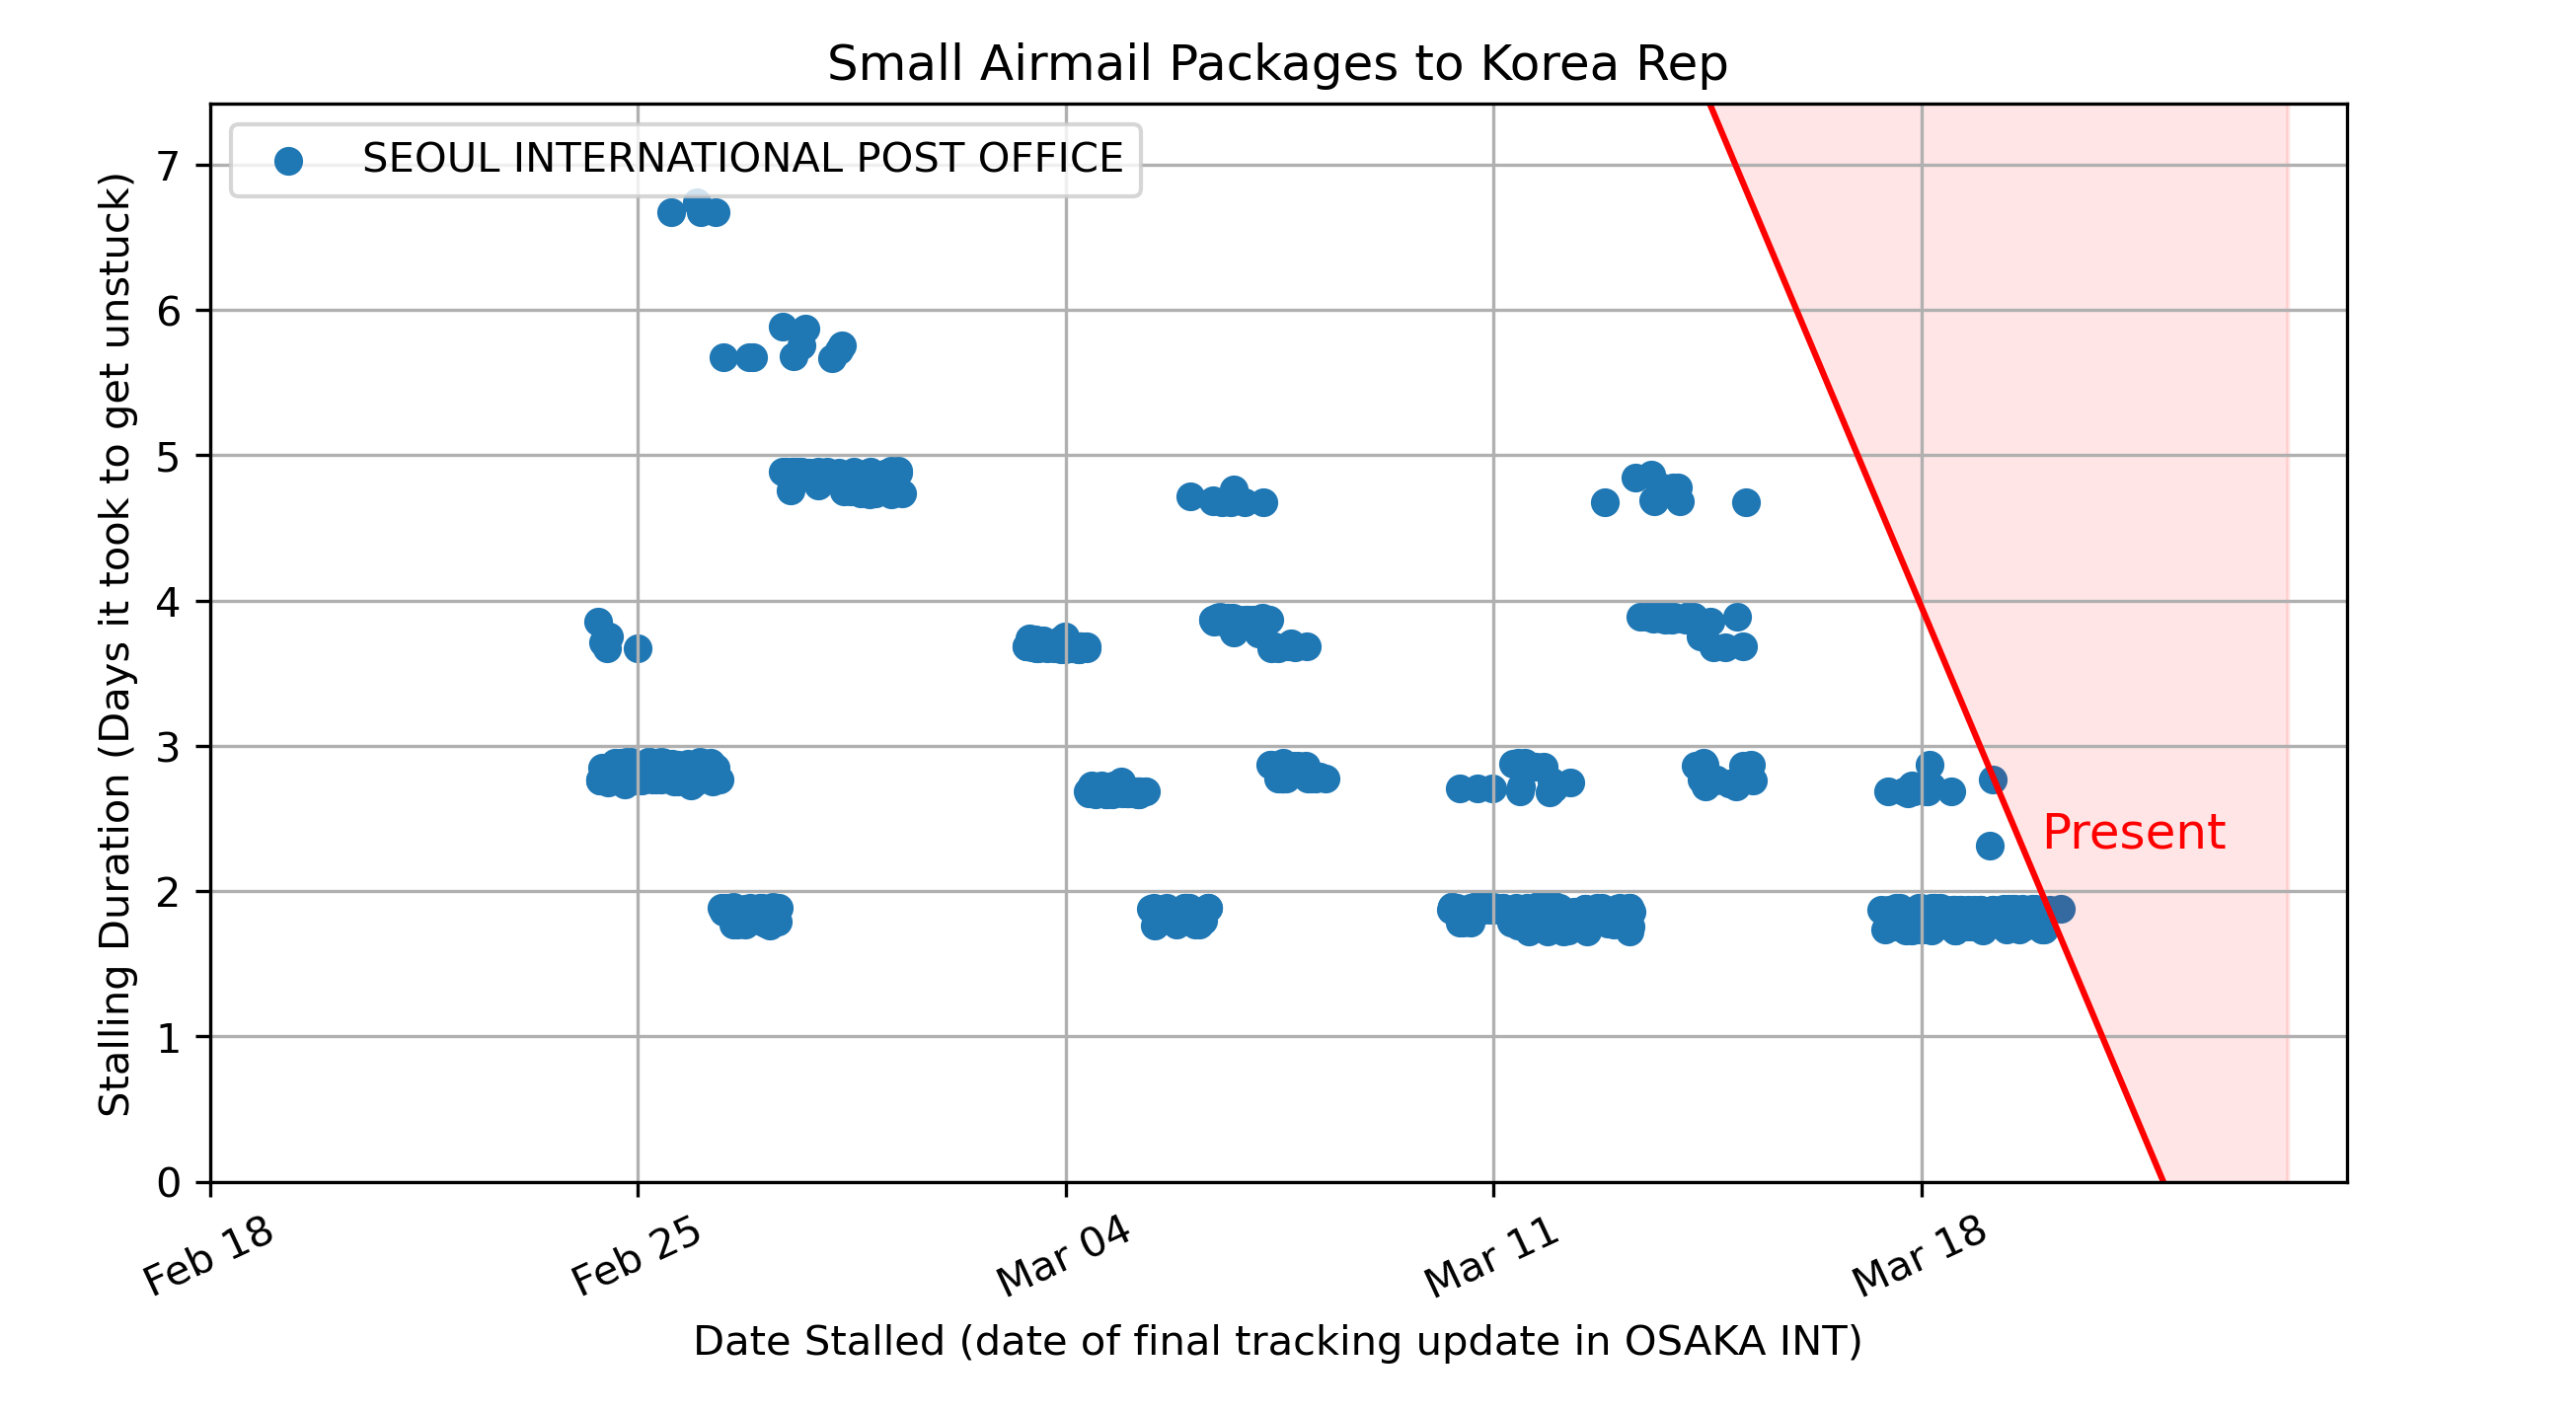 Small Airmail Packages to Korea Rep
SEOUL INTERNATIONAL POST OFFICE
Stalling Duration (Days it took to get unstuck)
7
6
5
4
3
2
1
0
Present
Feb 18
Feb 25
Mar 04
Mar 11
Mar 18
Date Stalled (date of final tracking update in OSAKA INT)